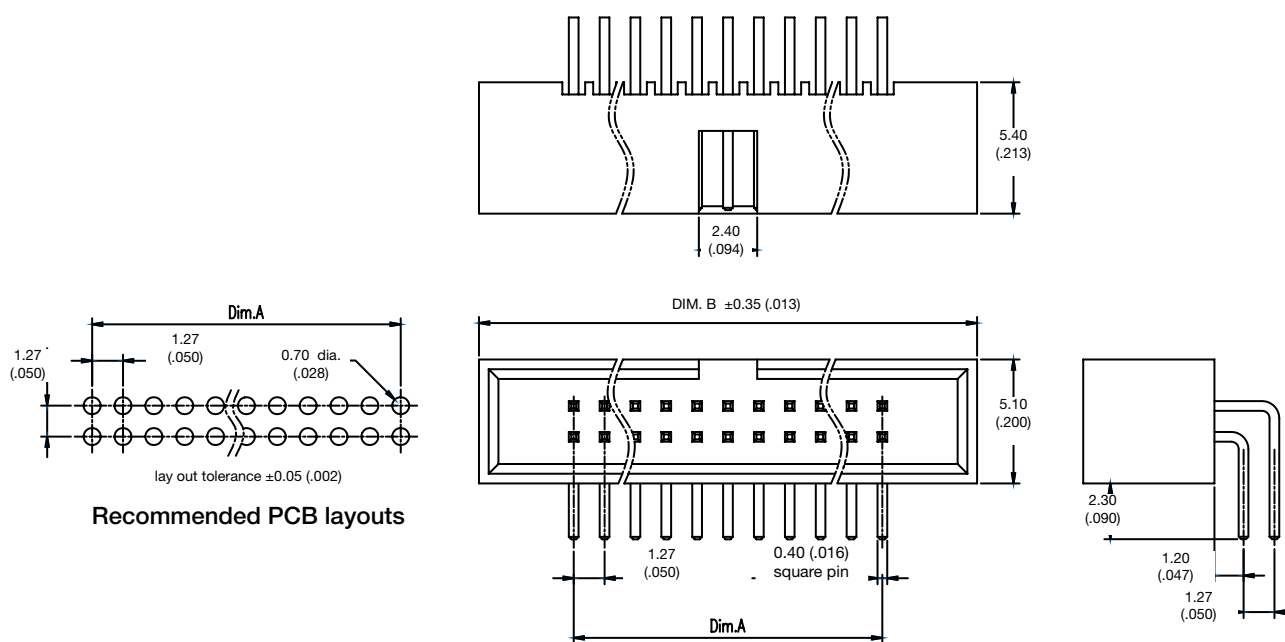 5.40
(.213)
2.40
(.094)
Dim.A
DIM. B ±0.35 (.013)
1.27
(.050)
1.27
(.050)
0.70 dia.
(.028)
5.10
(.200)
lay out tolerance ±0.05 (.002)
Recommended PCB layouts
2.30
(.090)
1.27
(.050)
0.40 (.016)
square pin
1.20
(.047)
1.27
(.050)
Dim.A